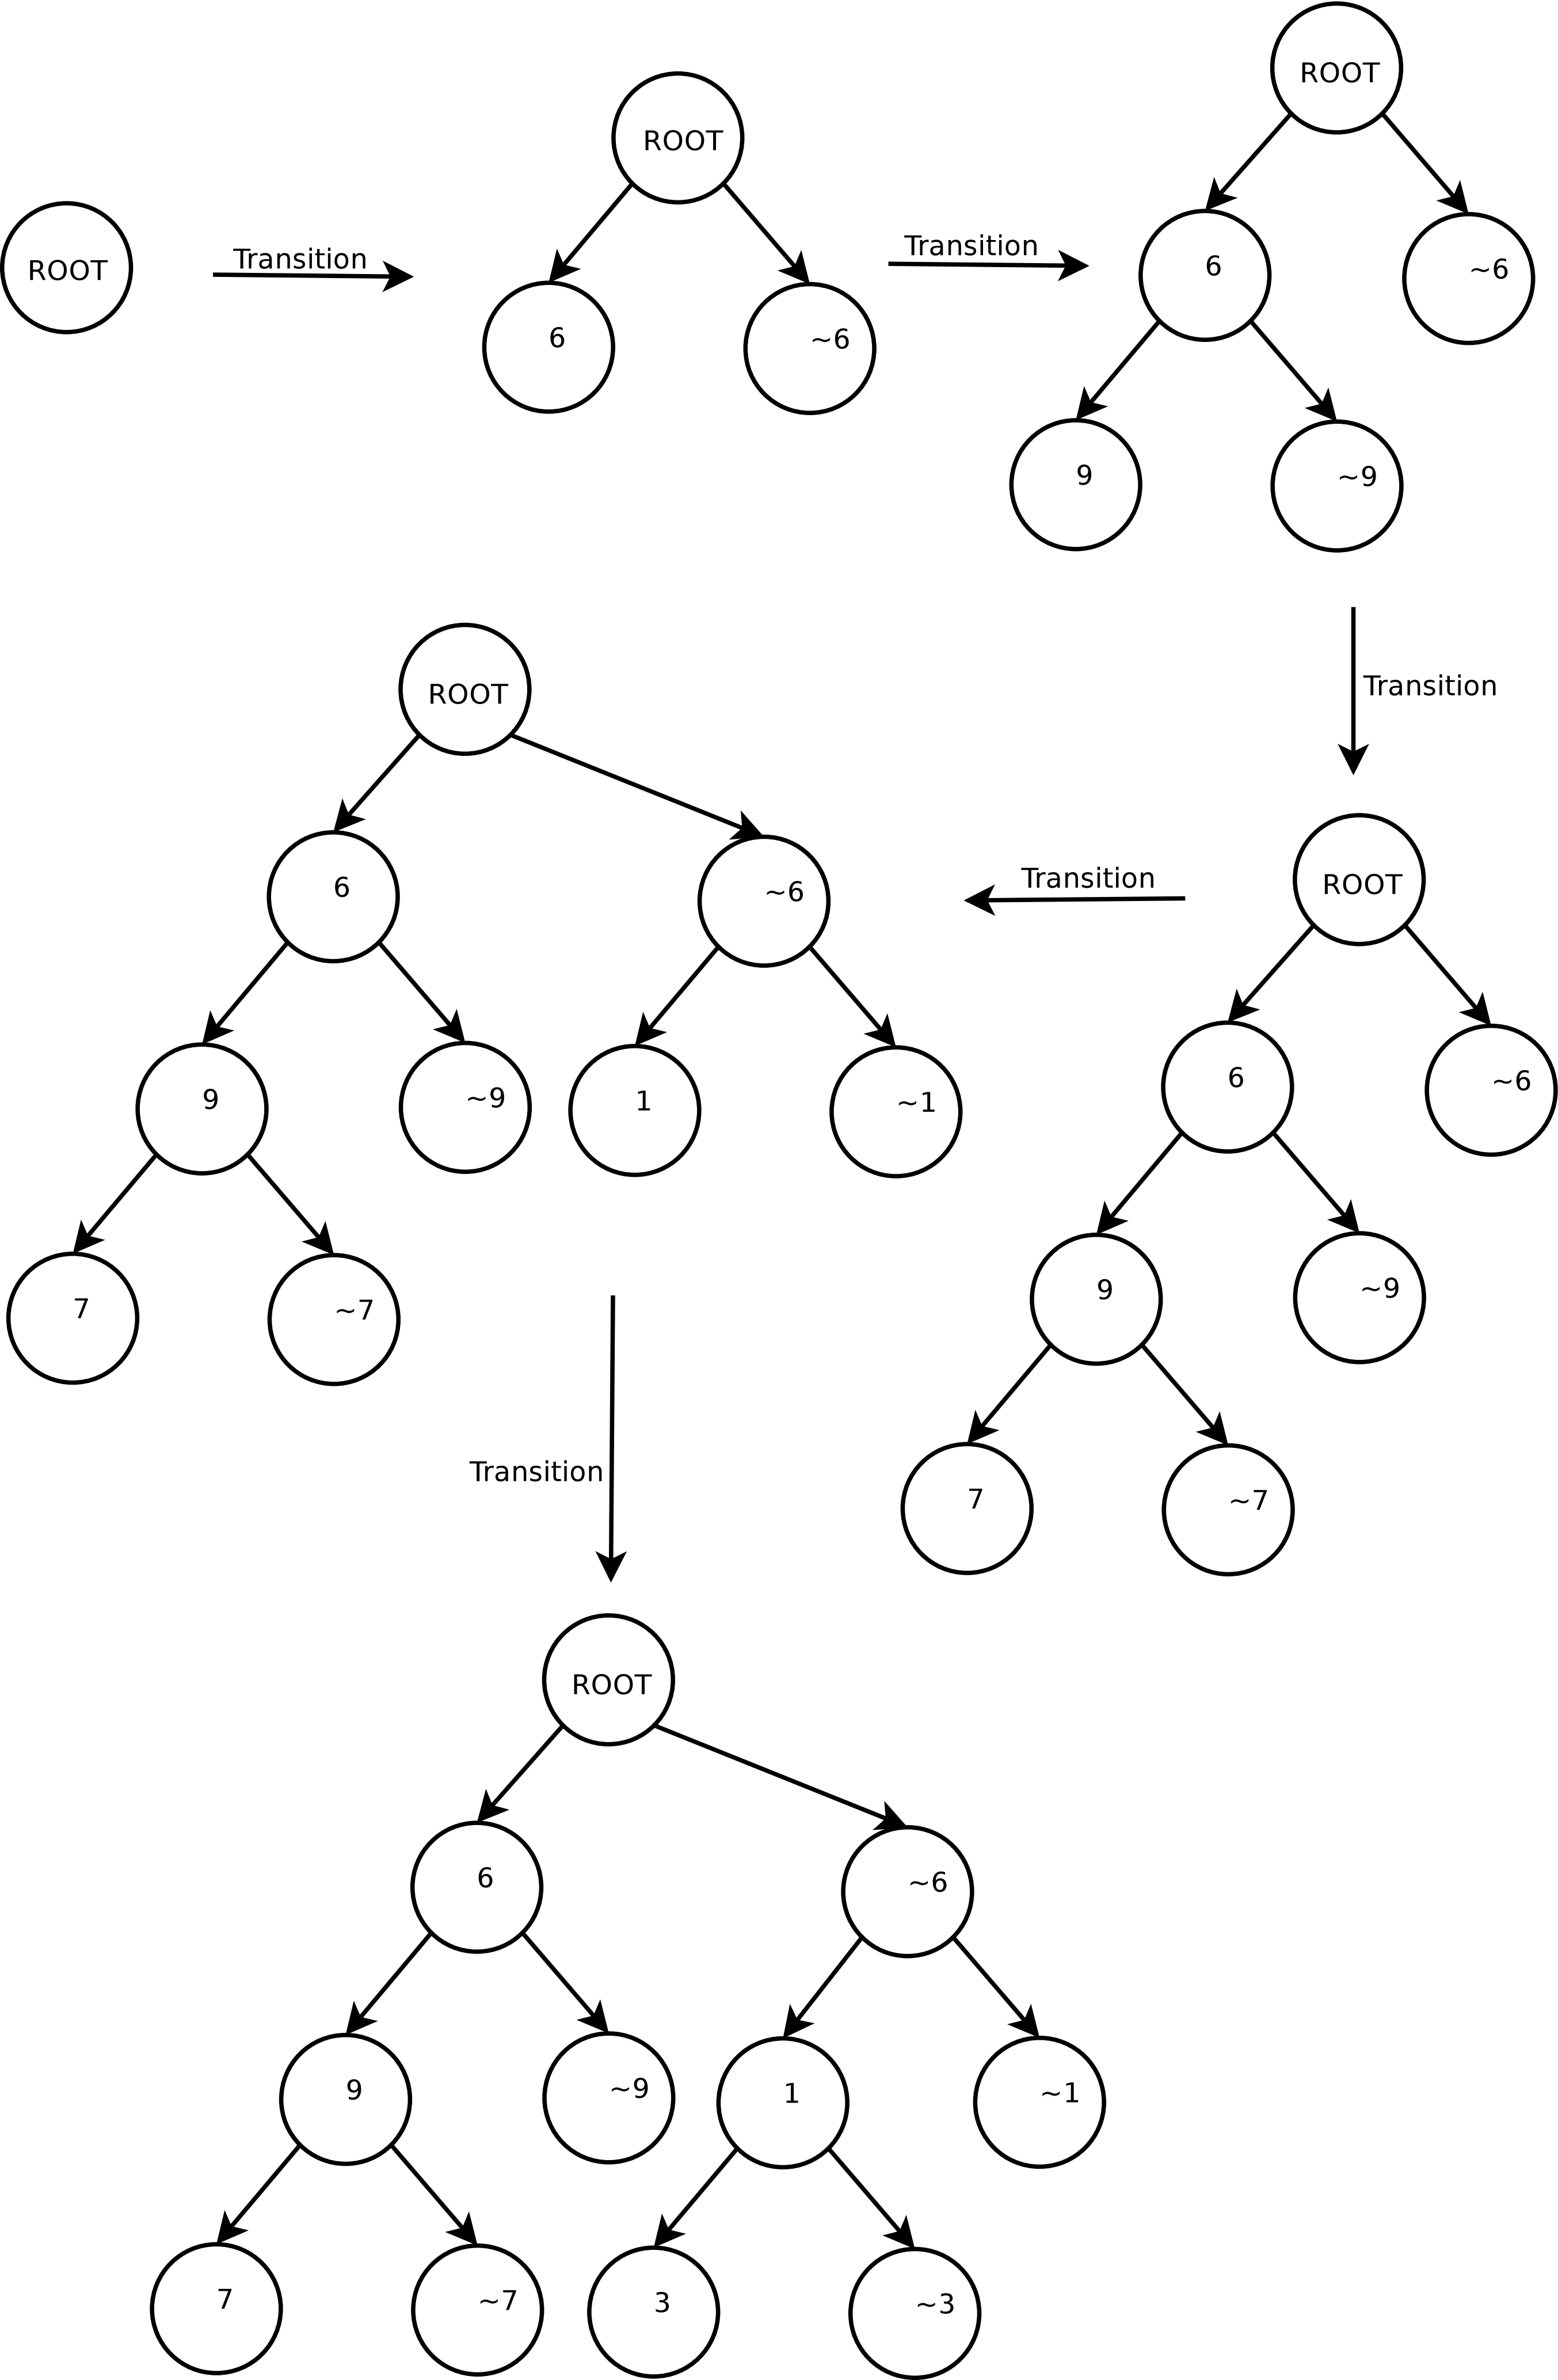 ROOT
Transition
ROOT
6
~6
Transition
ROOT
6
~6
9
~9
Transition
ROOT
6
~6
9
~9
7
~7
Transition
ROOT
6
~6
9
~9
1
~1
7
~7
Transition
ROOT
6
~6
9
~9
1
~1
7
~7
3
~3